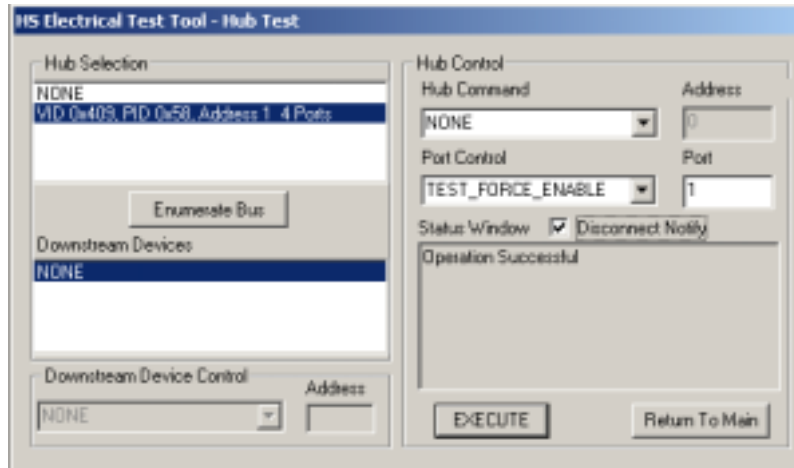 HS Electrical Test Tool - Hub Test
Hub Selection
NONE
VID 0x409, PID 0x58, Address 1 4 Ports
Enumerate Bus
Downstream Devices
NONE
Downstream Device Control
Address
NONE
Hub Control
Hub Command
Address
NONE
0
Port Control
Port
TEST_FORCE_ENABLE
1
Status Window
Disconnect Notify
Operation Successful
EXECUTE
Return To Main